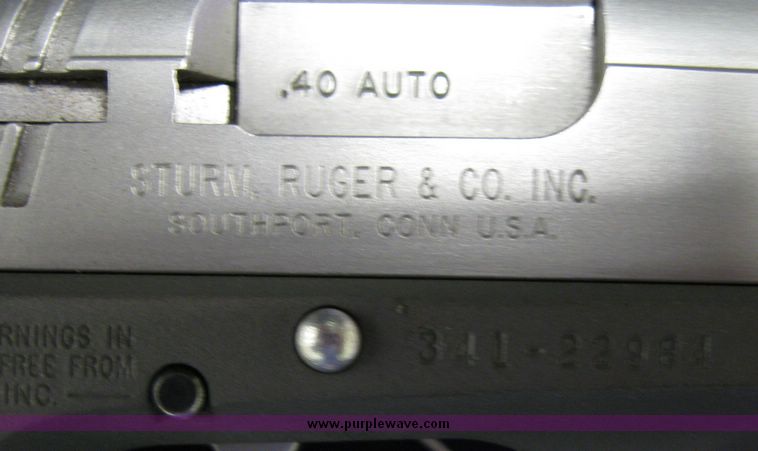 .40 AUTO
STURM, RUGER & CO. INC.
SOUTHPORT, CONN U.S.A.
RNINGS IN
FREE FROM
INC.
341-22984
www.purplewave.com